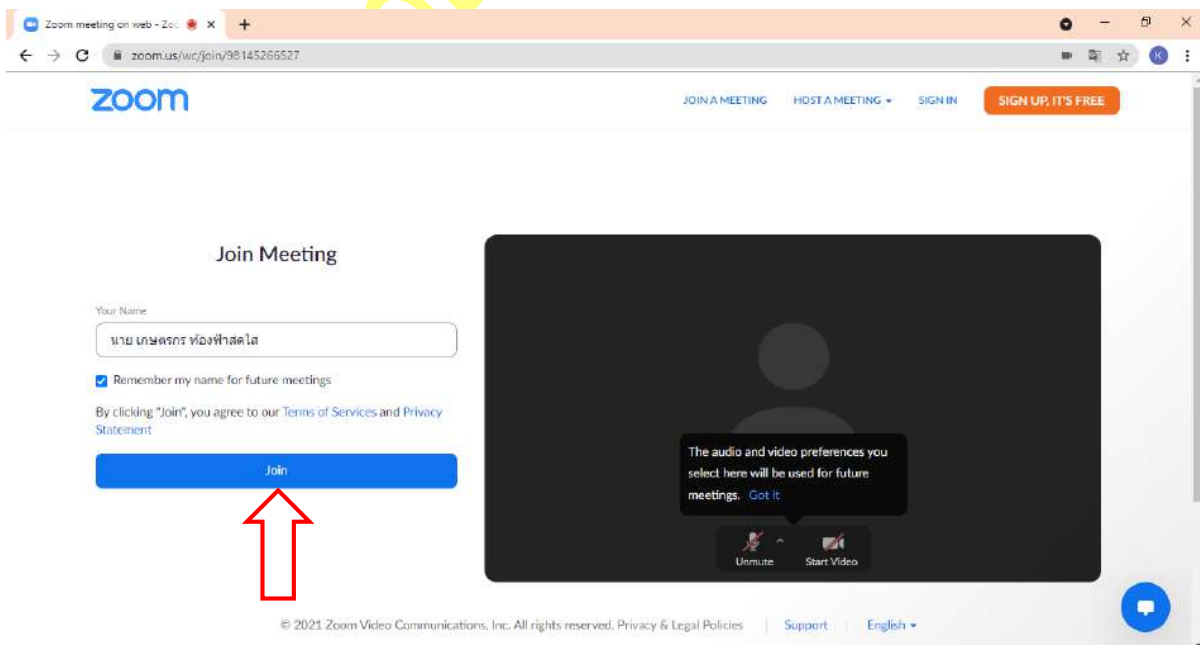 Zoom meeting on web - Zo
zoom.us/wc/join/98145266527
K
zoom
JOIN A MEETING HOST A MEETING SIGN IN SIGN UP, IT'S FREE
Join Meeting
Your Name
นาย เกษตรกร ท้องฟ้าสดใส
Remember my name for future meetings
By clicking "Join", you agree to our Terms of Services and Privacy
Statement
Join
The audio and video preferences you
select here will be used for future
meetings. Got it
Unmute Start Video
© 2021 Zoom Video Communications, Inc. All rights reserved. Privacy & Legal Policies | Support | English